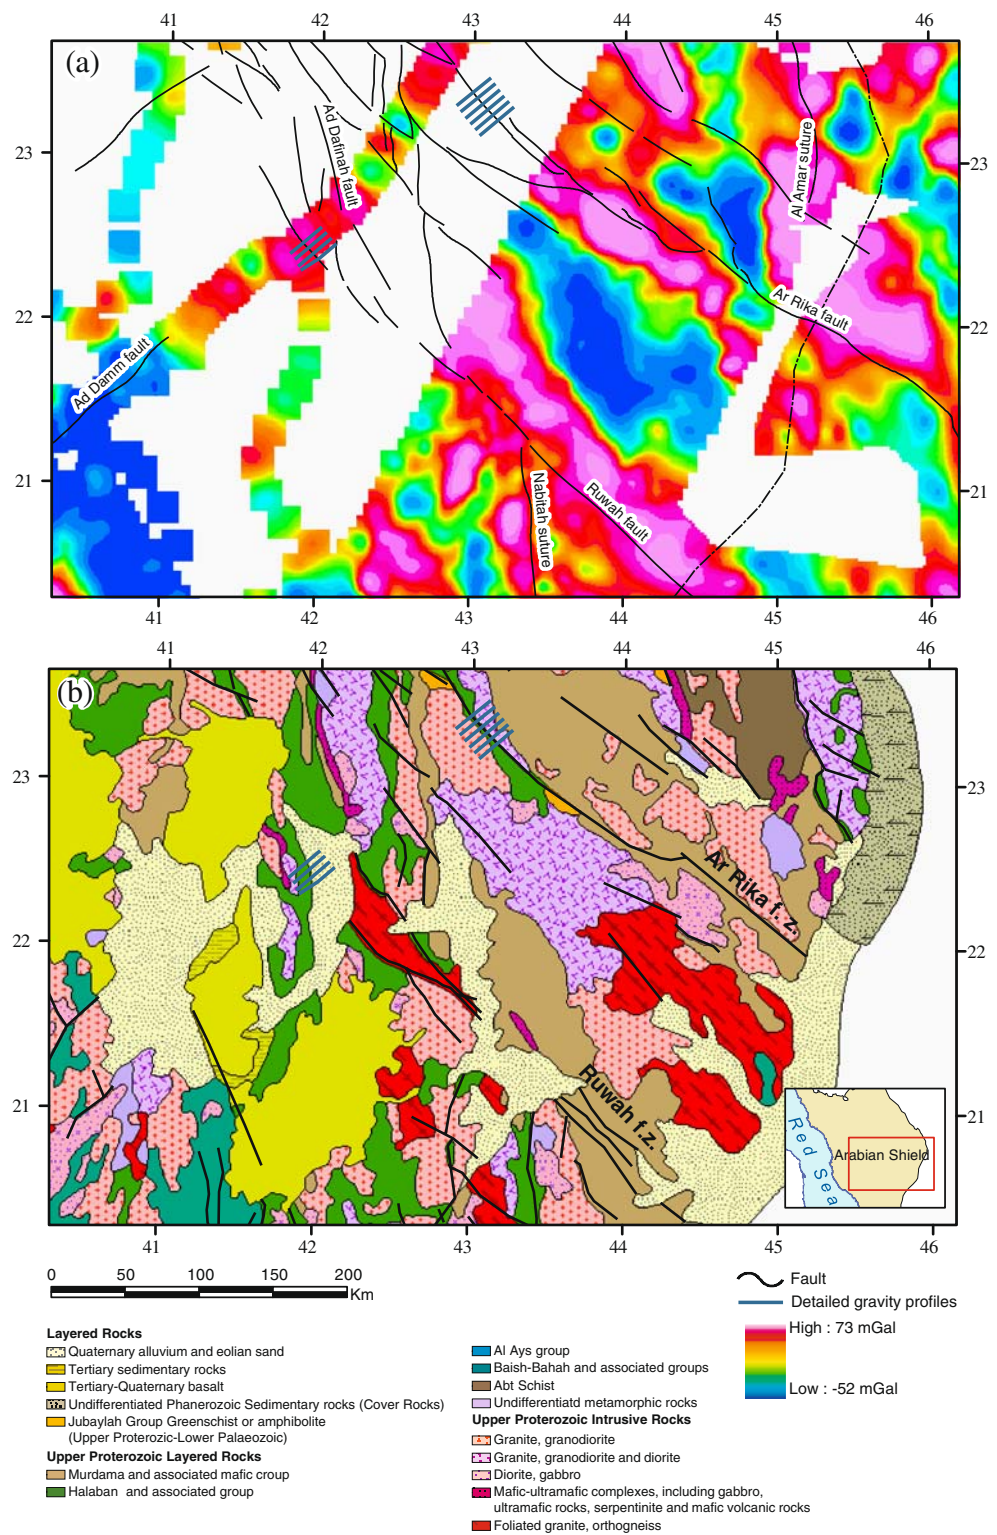 41 42 43 44 45 46
(a)
23 23
22 22
21 21
Ad Dafinah fault
Al Amar suture
Ar Rika fault
Ad Damm fault
Nabitah suture
Ruwah fault
41 42 43 44 45 46
41 42 43 44 45 46
(b)
23 23
22 22
21 21
Ar Rika f. z.
Ruwah f.z.
Red Sea
Arabian Shield
41 42 43 44 45 46
0 50 100 150 200
Km
Fault
Detailed gravity profiles
High : 73 mGal
Low : -52 mGal
Layered Rocks
Quaternary alluvium and eolian sand
Tertiary sedimentary rocks
Tertiary-Quaternary basalt
Undifferentiated Phanerozoic Sedimentary rocks (Cover Rocks)
Jubaylah Group Greenschist or amphibolite
(Upper Proterozic-Lower Palaeozoic)
Upper Proterozoic Layered Rocks
Murdama and associated mafic croup
Halaban and associated group
Al Ays group
Baish-Bahah and associated groups
Abt Schist
Undifferentiatd metamorphic rocks
Upper Proterozoic Intrusive Rocks
Granite, granodiorite
Granite, granodiorite and diorite
Diorite, gabbro
Mafic-ultramafic complexes, including gabbro,
ultramafic rocks, serpentinite and mafic volcanic rocks
Foliated granite, orthogneiss